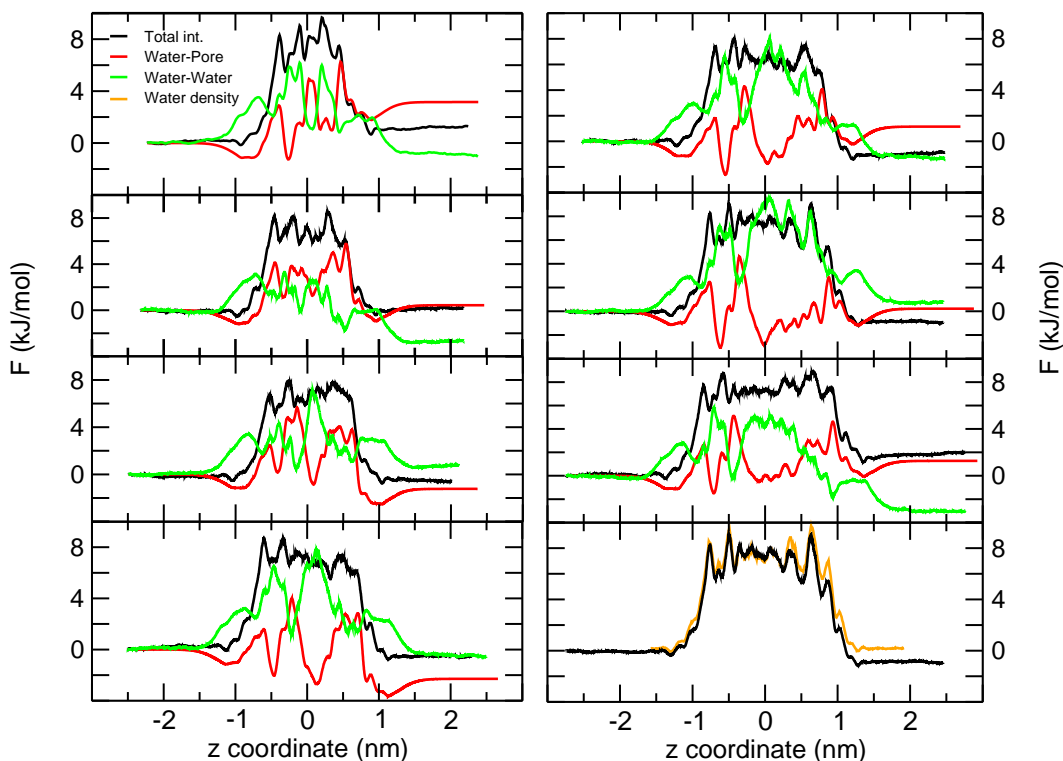 Total int.
Water-Pore
Water-Water
Water density
8
4
0
8
4
0
8
4
0
8
4
0
F (kJ/mol)
-2 -1 0 1 2
z coordinate (nm)
8
4
0
8
4
0
8
4
0
8
4
0
F (kJ/mol)
-2 -1 0 1 2
z coordinate (nm)